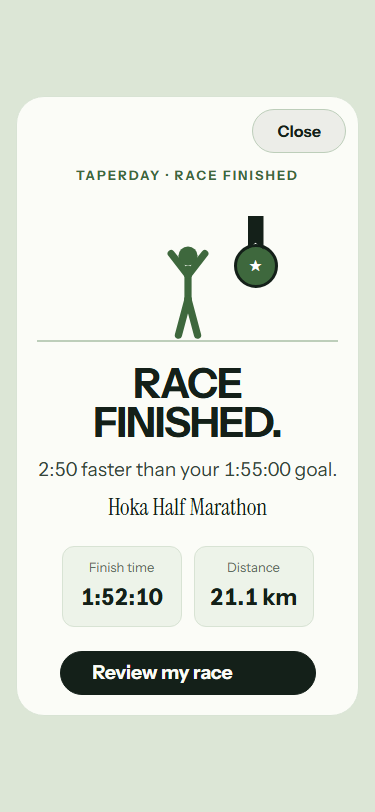 Close
TAPERDAY · RACE FINISHED
RACE
FINISHED.
2:50 faster than your 1:55:00 goal.
Hoka Half Marathon
Finish time
1:52:10
Distance
21.1 km
Review my race